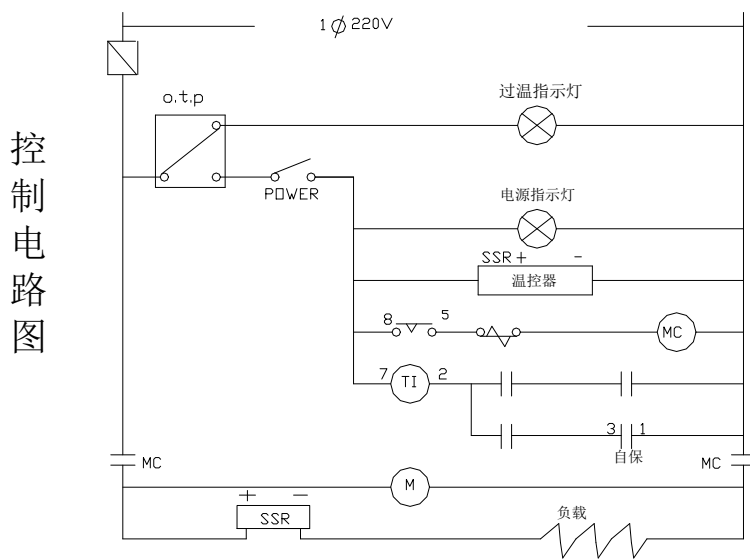 1ϕ220V
o.t.p
过温指示灯
控制电路图
POWER
电源指示灯
SSR + -
温控器
8 5
MC
7 TI 2
3 1
自保
MC MC
M
+ -
SSR
负载